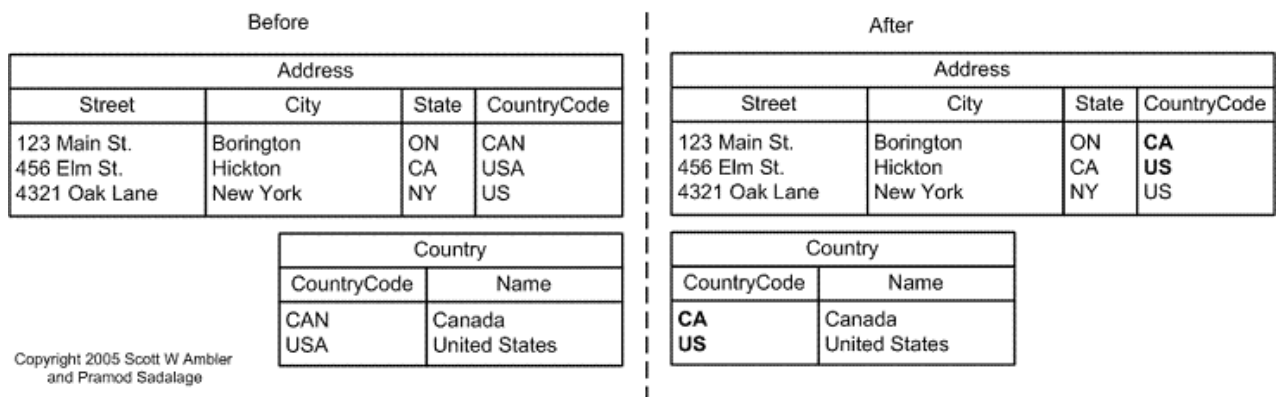 Before
Address
Street City State CountryCode
123 Main St. Borington ON CAN
456 Elm St. Hickton CA USA
4321 Oak Lane New York NY US
Country
CountryCode Name
CAN Canada
USA United States
Copyright 2005 Scott W Ambler
and Pramod Sadalage
After
Address
Street City State CountryCode
123 Main St. Borington ON CA
456 Elm St. Hickton CA US
4321 Oak Lane New York NY US
Country
CountryCode Name
CA Canada
US United States